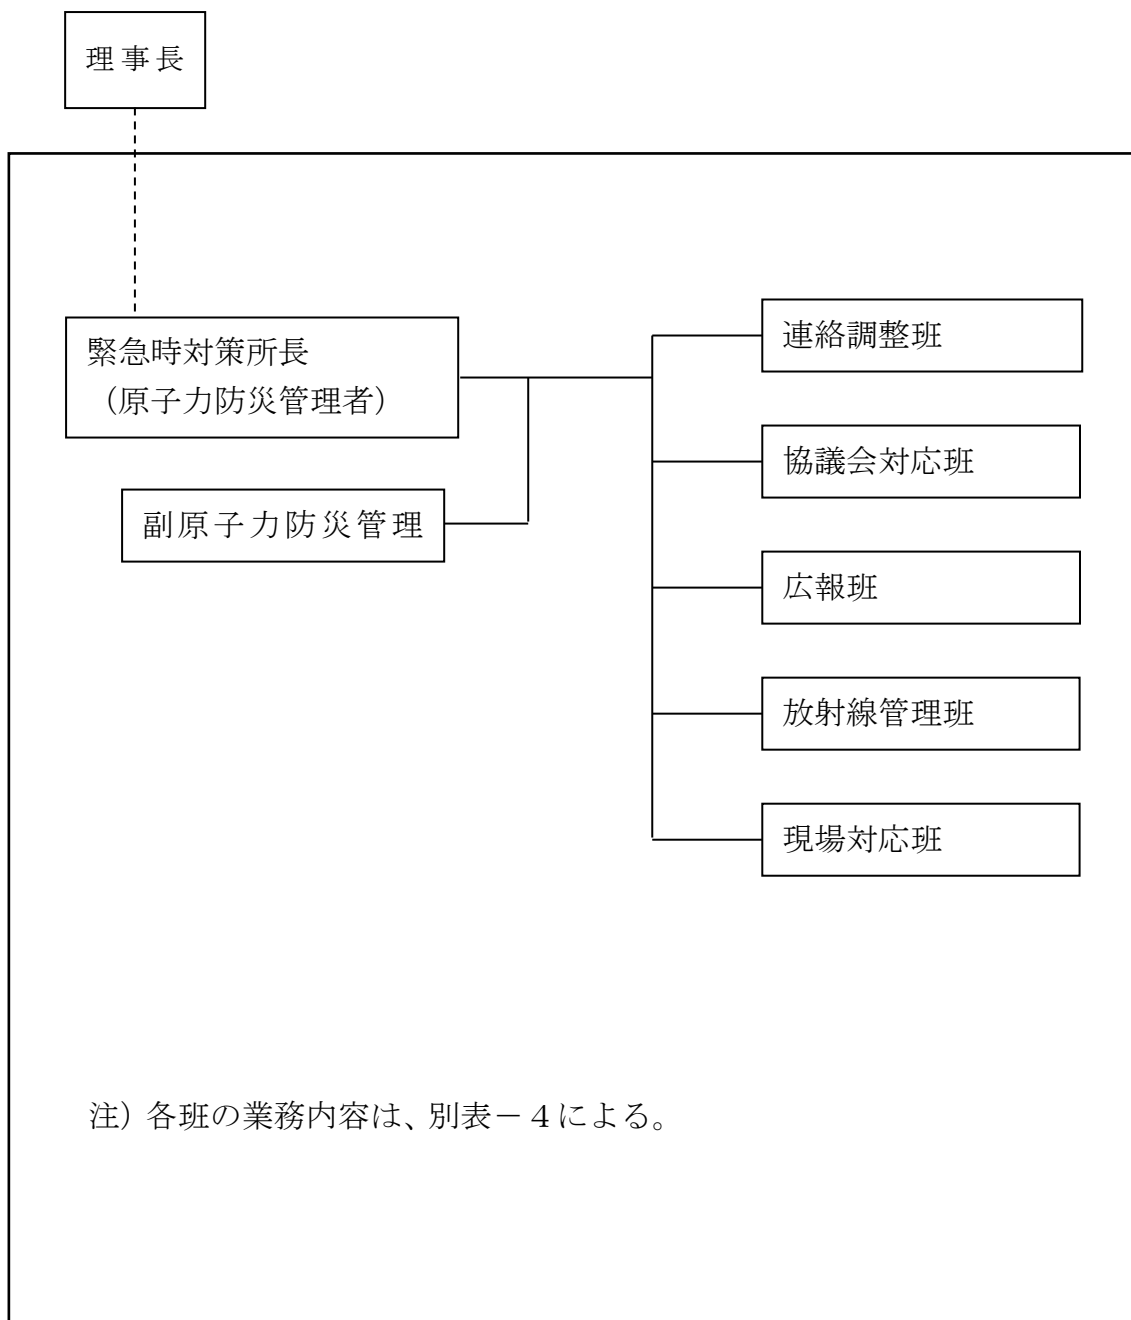 理事長
緊急時対策所長
（原子力防災管理者）
副原子力防災管理
連絡調整班
協議会対応班
広報班
放射線管理班
現場対応班
注）各班の業務内容は、別表－４による。